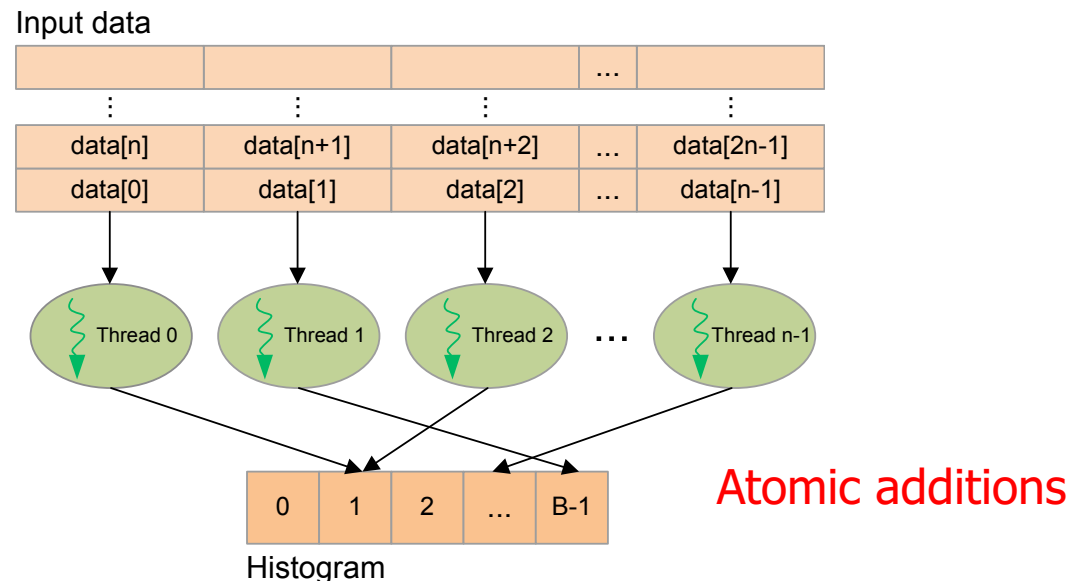 Input data
...
⋮ ⋮ ⋮ ⋮
data[n] data[n+1] data[n+2] ... data[2n-1]
data[0] data[1] data[2] ... data[n-1]
Thread 0 Thread 1 Thread 2 ... Thread n-1
0 1 2 ... B-1
Atomic additions
Histogram